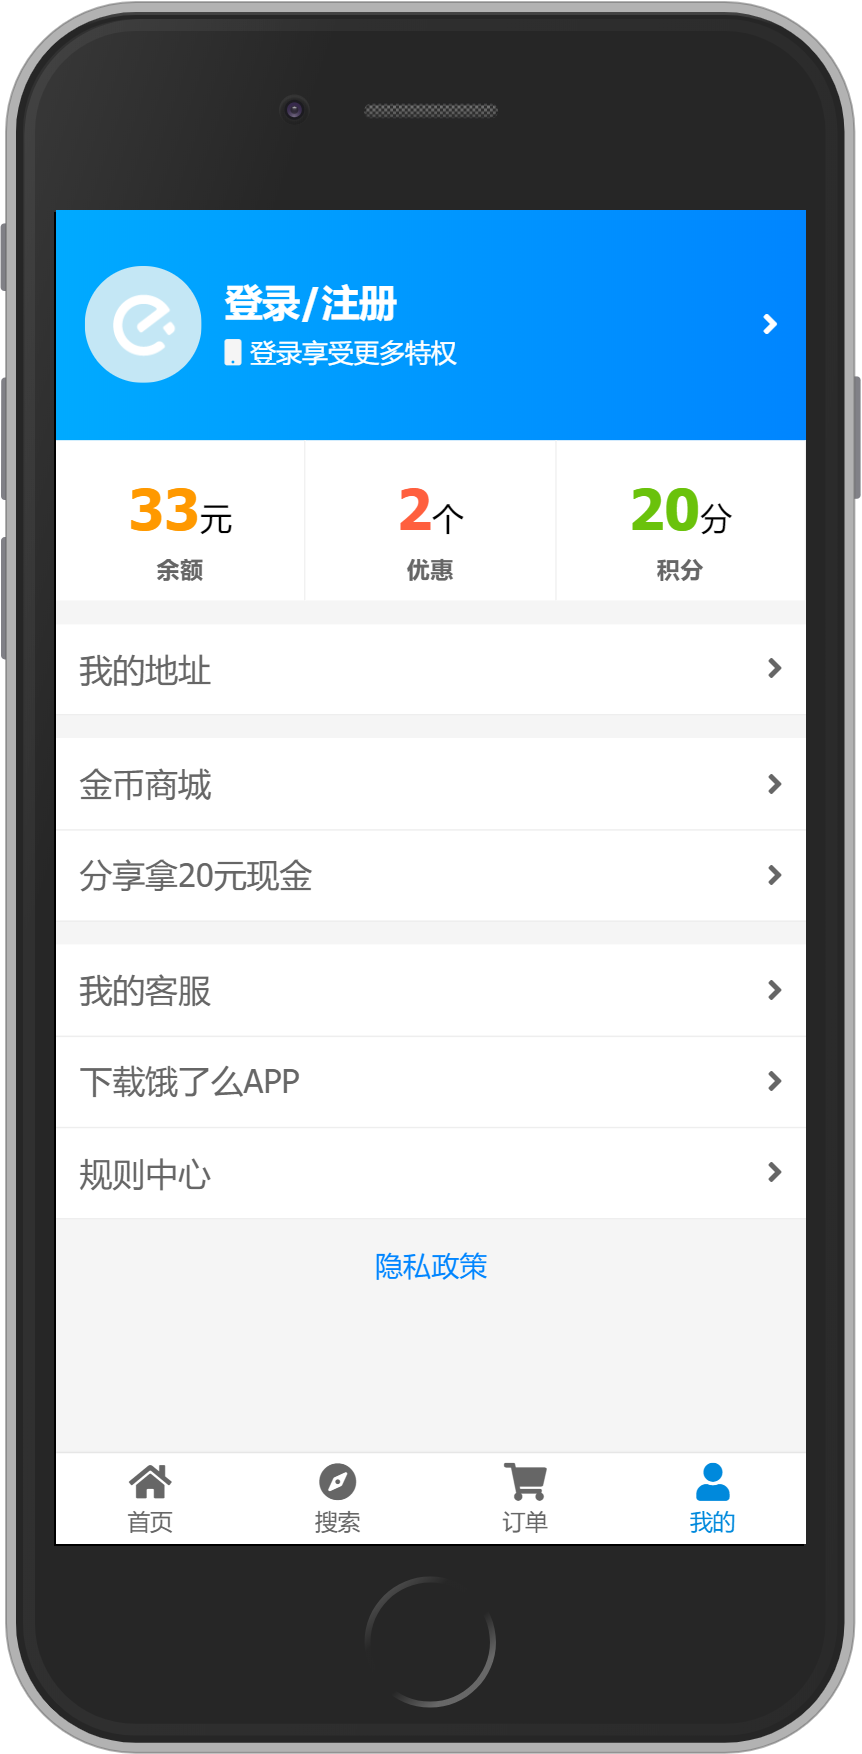 登录/注册
登录享受更多特权
33元 2个 20分
余额 优惠 积分
我的地址
金币商城
分享拿20元现金
我的客服
下载饿了么APP
规则中心
隐私政策
首页 搜索 订单 我的